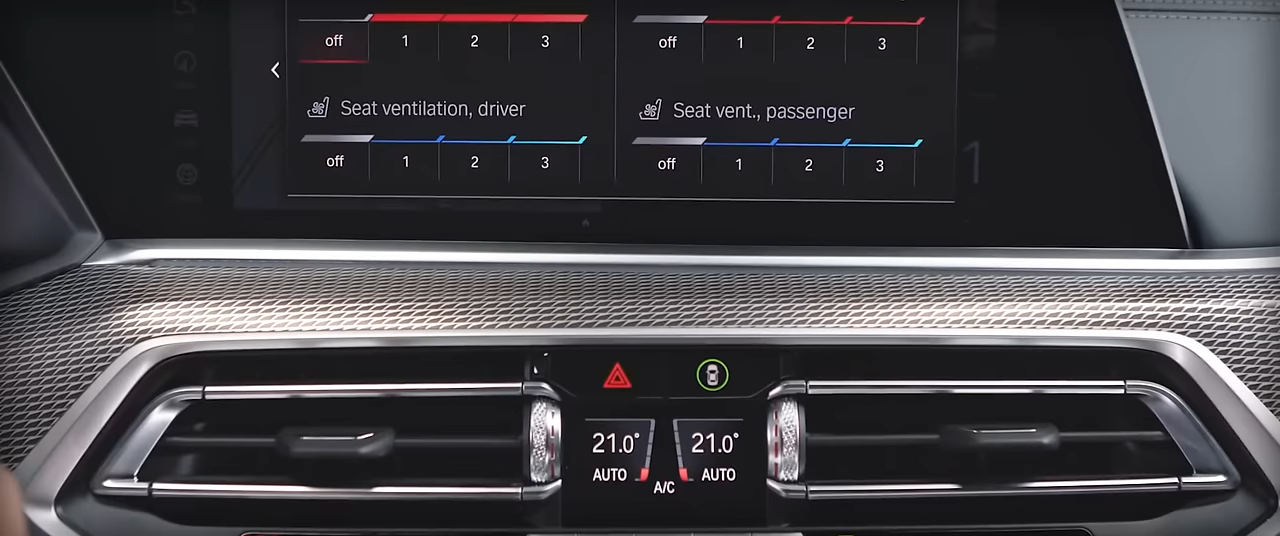 off 1 2 3
off 1 2 3
Seat ventilation, driver
Seat vent., passenger
off 1 2 3
off 1 2 3
21.0° 21.0°
AUTO AUTO
A/C